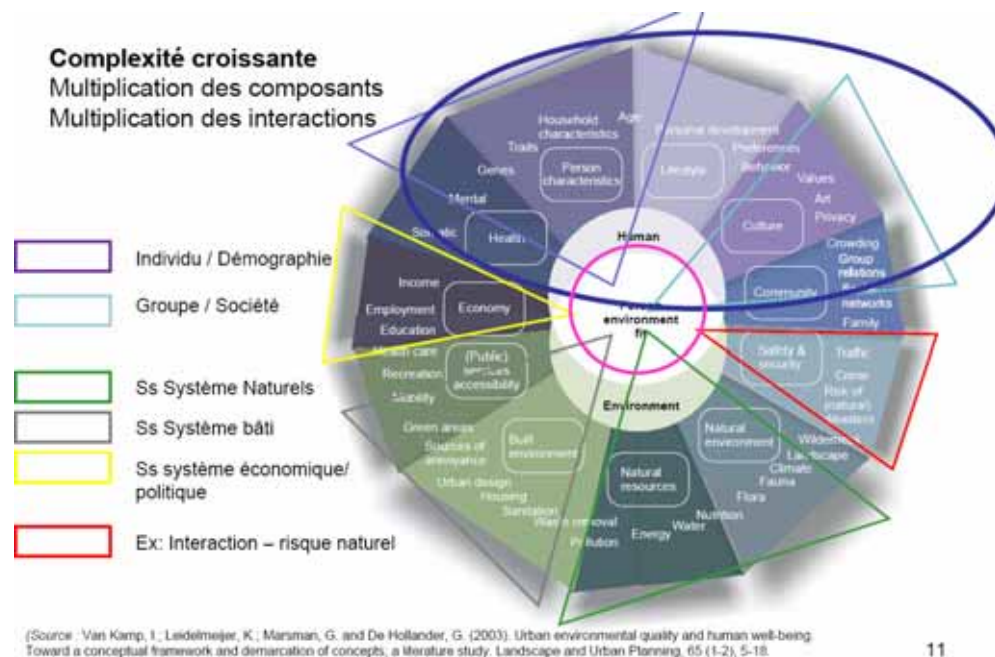 Complexité croissante
Multiplication des composants
Multiplication des interactions
Individu / Démographie
Groupe / Société
Ss Système Naturels
Ss Système bâti
Ss système économique/
politique
Ex: Interaction – risque naturel
Age
Household
characteristics
Traits
Genes
Person
characteristics
Personal development
Lifestyle
Preferences
Behavior
Values
Art
Privacy
Culture
Mental
Somatic
Health
Human
Crowding
Group
relations
networks
Family
Community
Income
Employment
Education
Economy
environment
fit
Safety &
security
Traffic
Crime
Risk of
(natural)
disasters
Health care
Recreation
Mobility
(Public)
services
accessibility
Environment
Green areas
Sources of
annoyance
Urban design
Housing
Sanitation
Waste removal
Pollution
Built
environment
Natural
environment
Wilderness
Landscape
Climate
Fauna
Flora
Natural
resources
Nutrition
Water
Energy
(Source : Van Kamp, I.; Leidelmeijer, K.; Marsman, G. and De Hollander, G. (2003). Urban environmental quality and human well-being.
Toward a conceptual framework and demarcation of concepts; a literature study. Landscape and Urban Planning, 65 (1-2), 5-18.
11